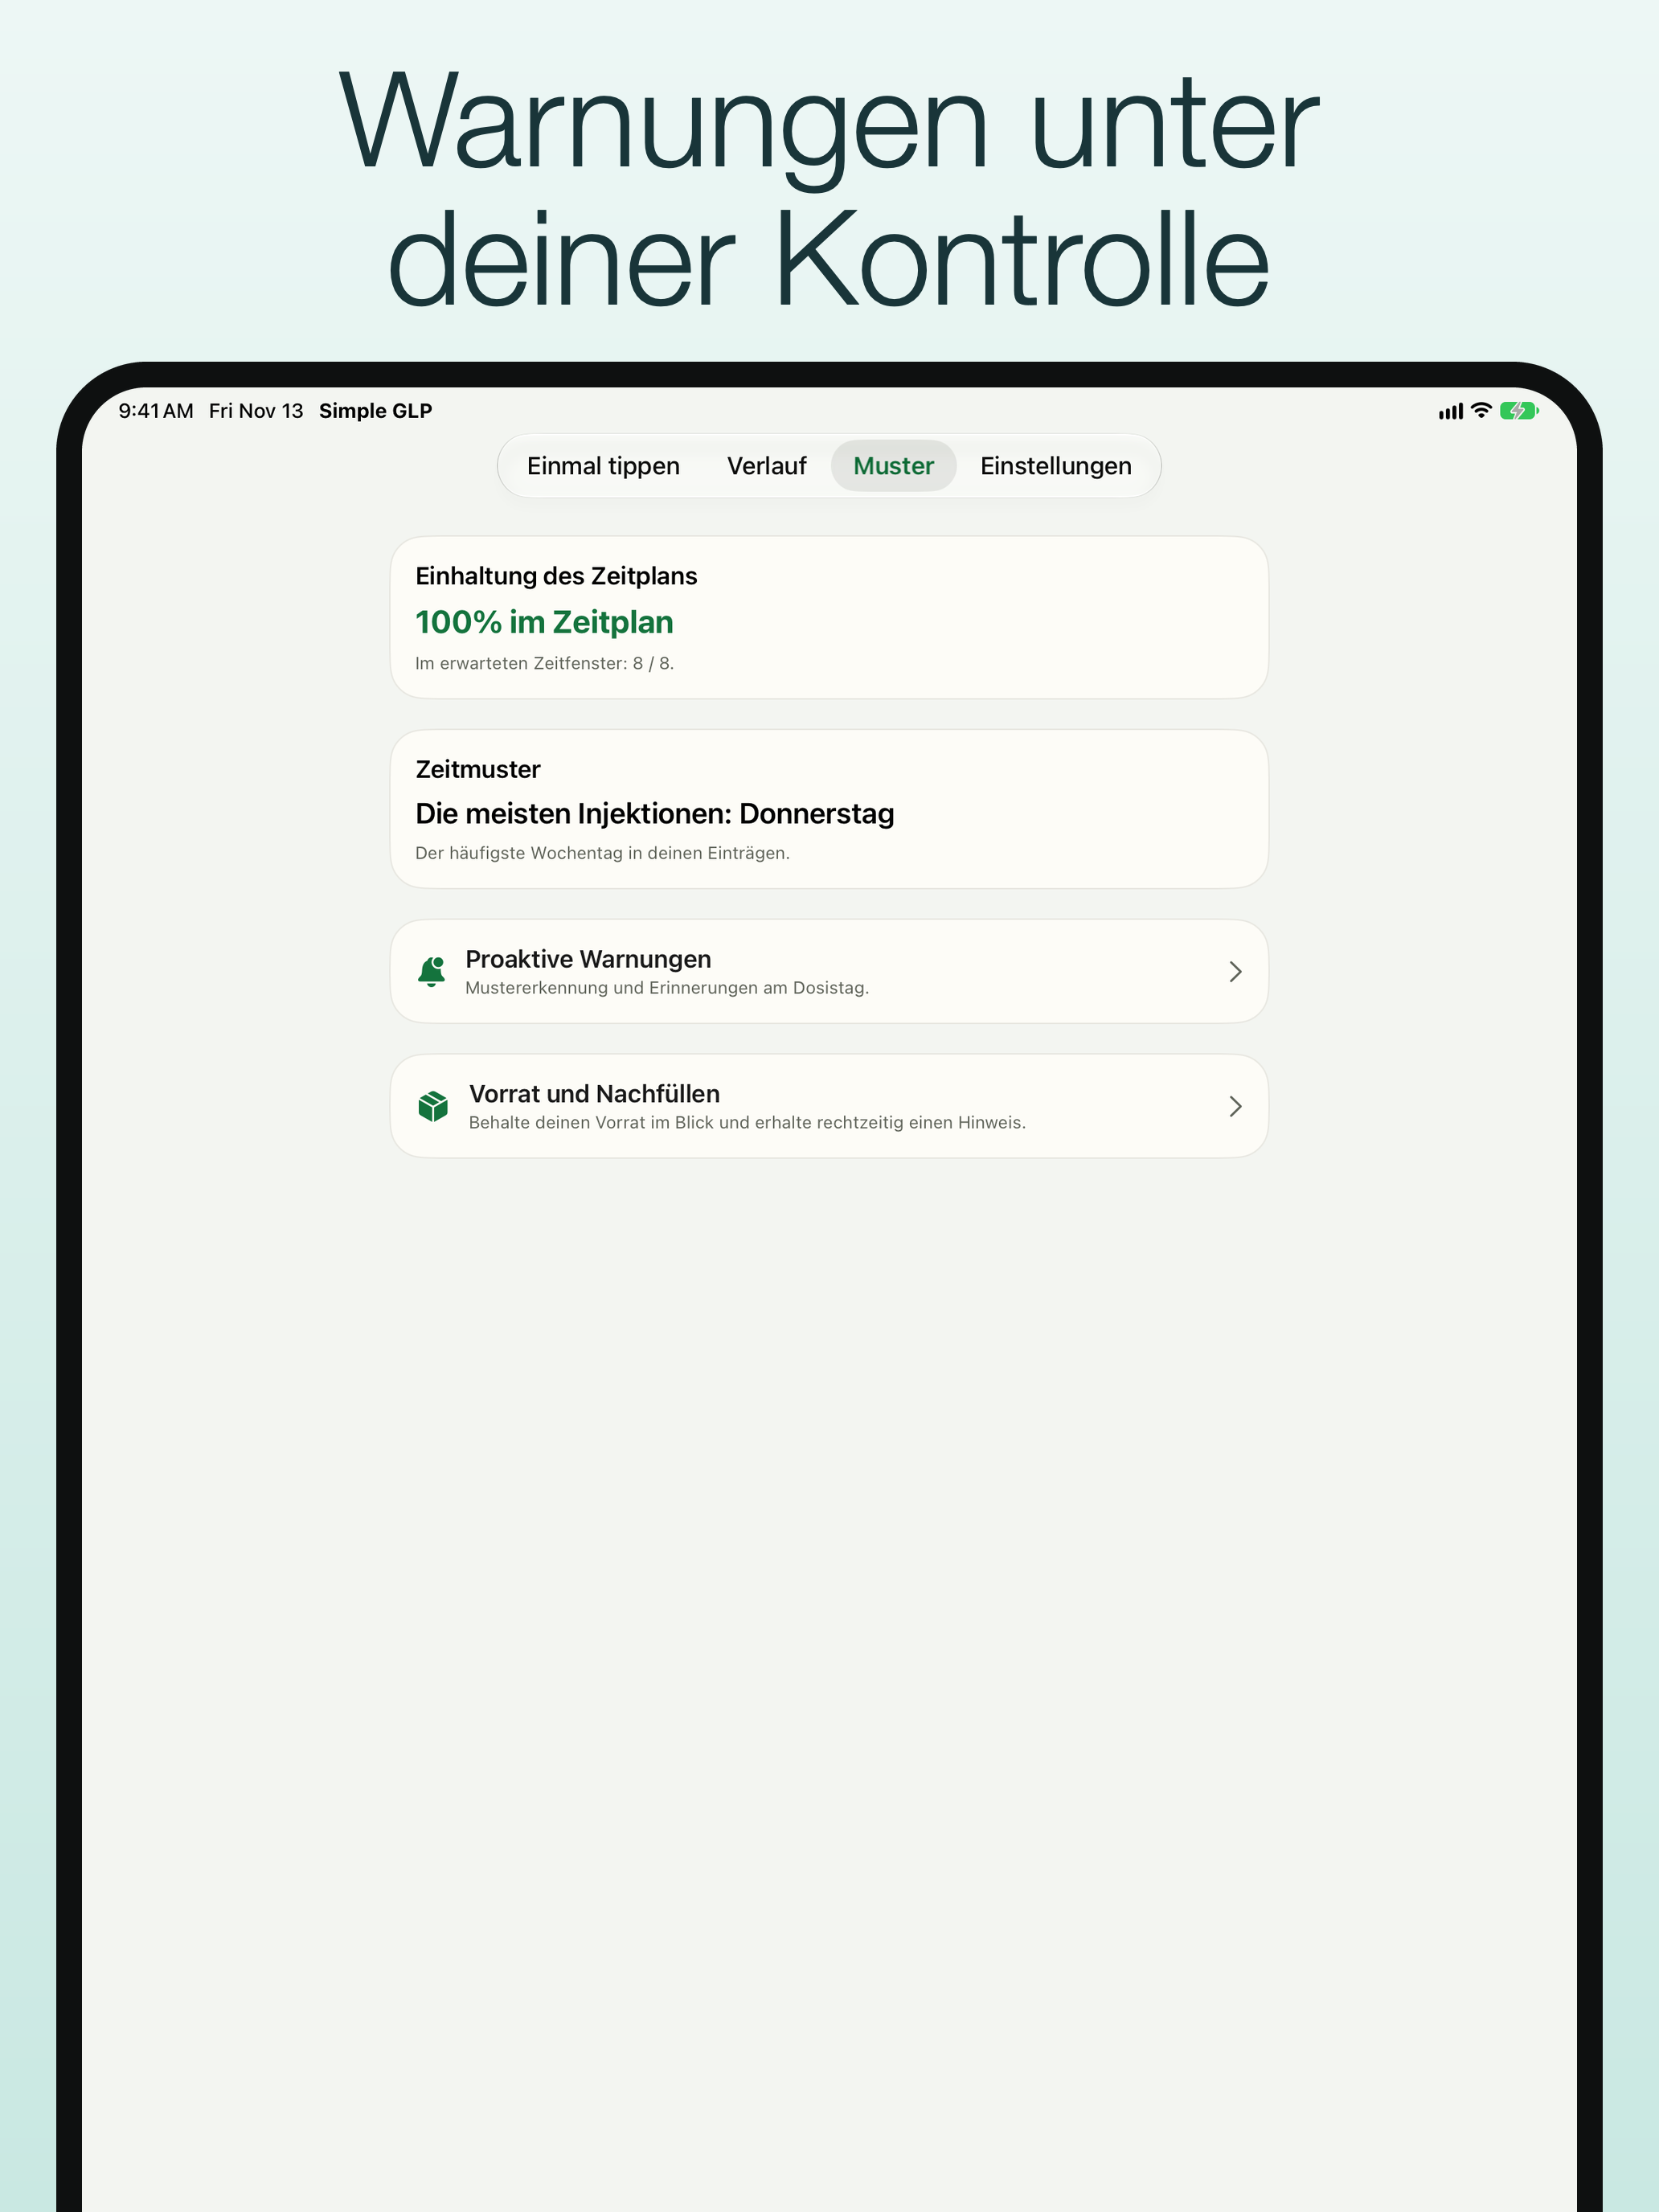 Warnungen unter
deiner Kontrolle
9:41 AM Fri Nov 13 Simple GLP
Einmal tippen Verlauf Muster Einstellungen
Einhaltung des Zeitplans
100% im Zeitplan
Im erwarteten Zeitfenster: 8 / 8.
Zeitmuster
Die meisten Injektionen: Donnerstag
Der häufigste Wochentag in deinen Einträgen.
Proaktive Warnungen
Mustererkennung und Erinnerungen am Dosistag.
Vorrat und Nachfüllen
Behalte deinen Vorrat im Blick und erhalte rechtzeitig einen Hinweis.